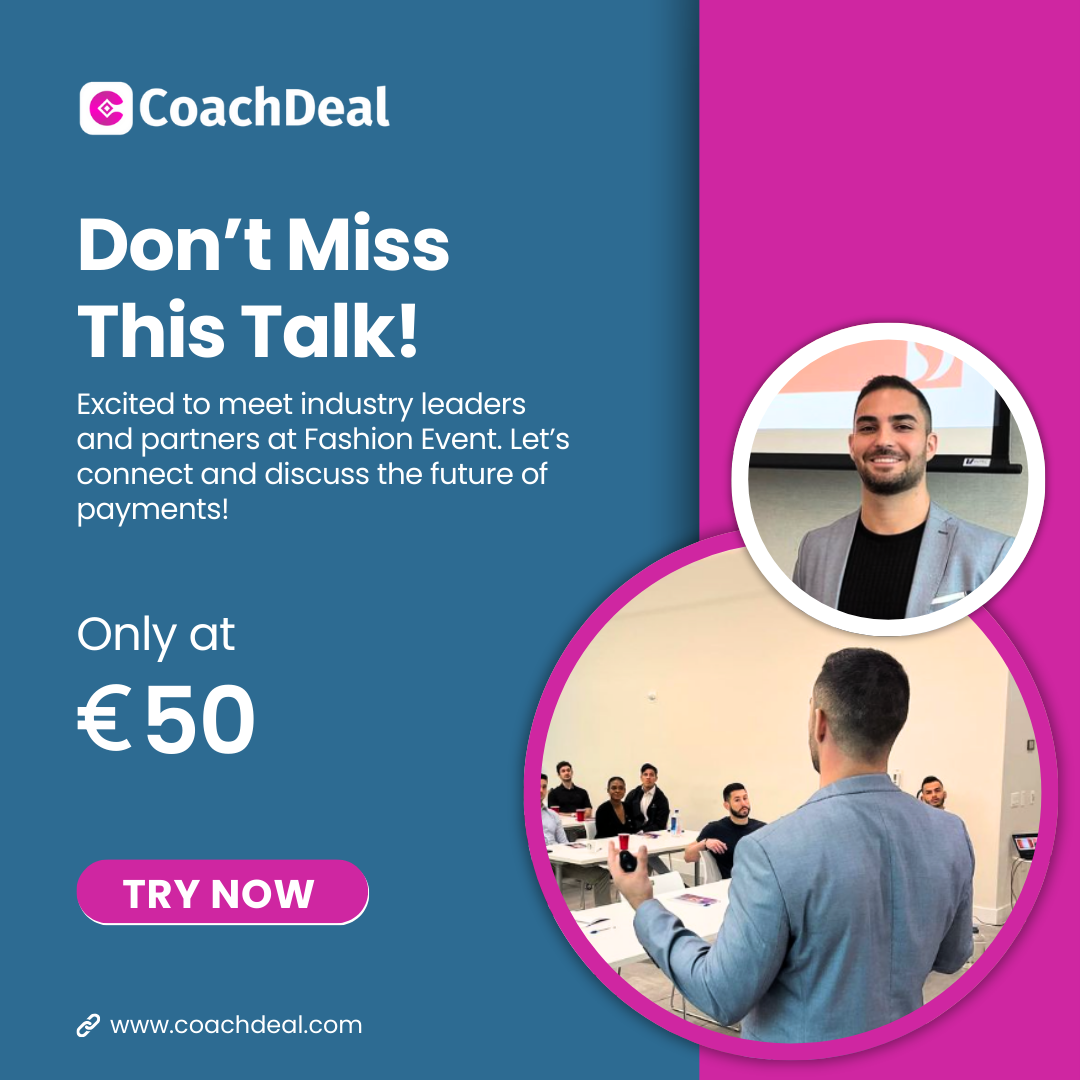 CoachDeal
Don’t Miss
This Talk!
Excited to meet industry leaders
and partners at Fashion Event. Let’s
connect and discuss the future of
payments!
Only at
€50
TRY NOW
www.coachdeal.com